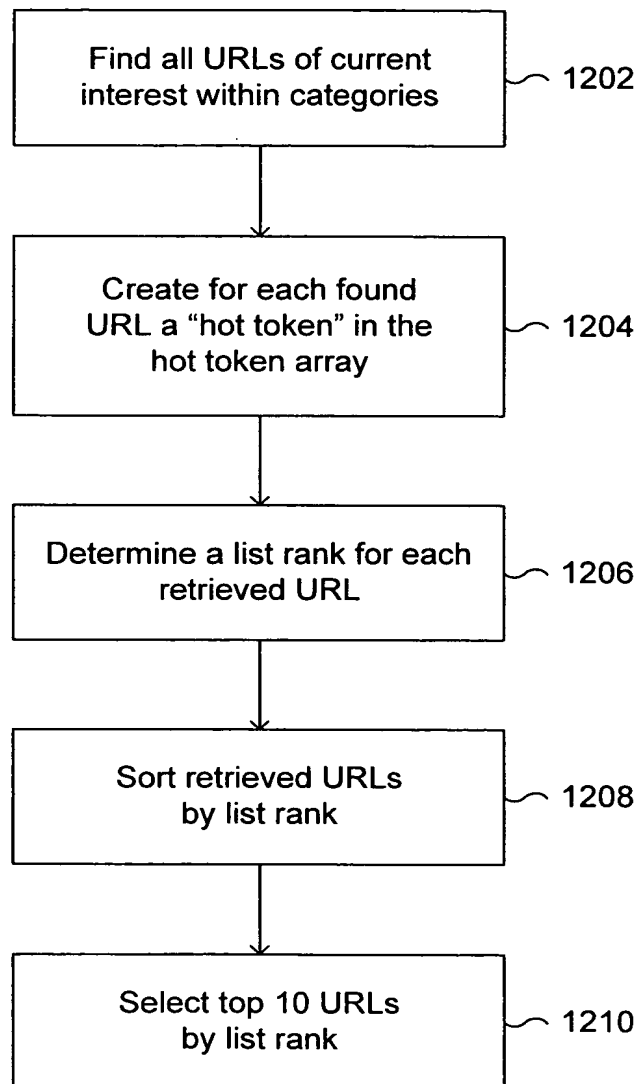 Find all URLs of current
interest within categories
1202
Create for each found
URL a “hot token” in the
hot token array
1204
Determine a list rank for each
retrieved URL
1206
Sort retrieved URLs
by list rank
1208
Select top 10 URLs
by list rank
1210